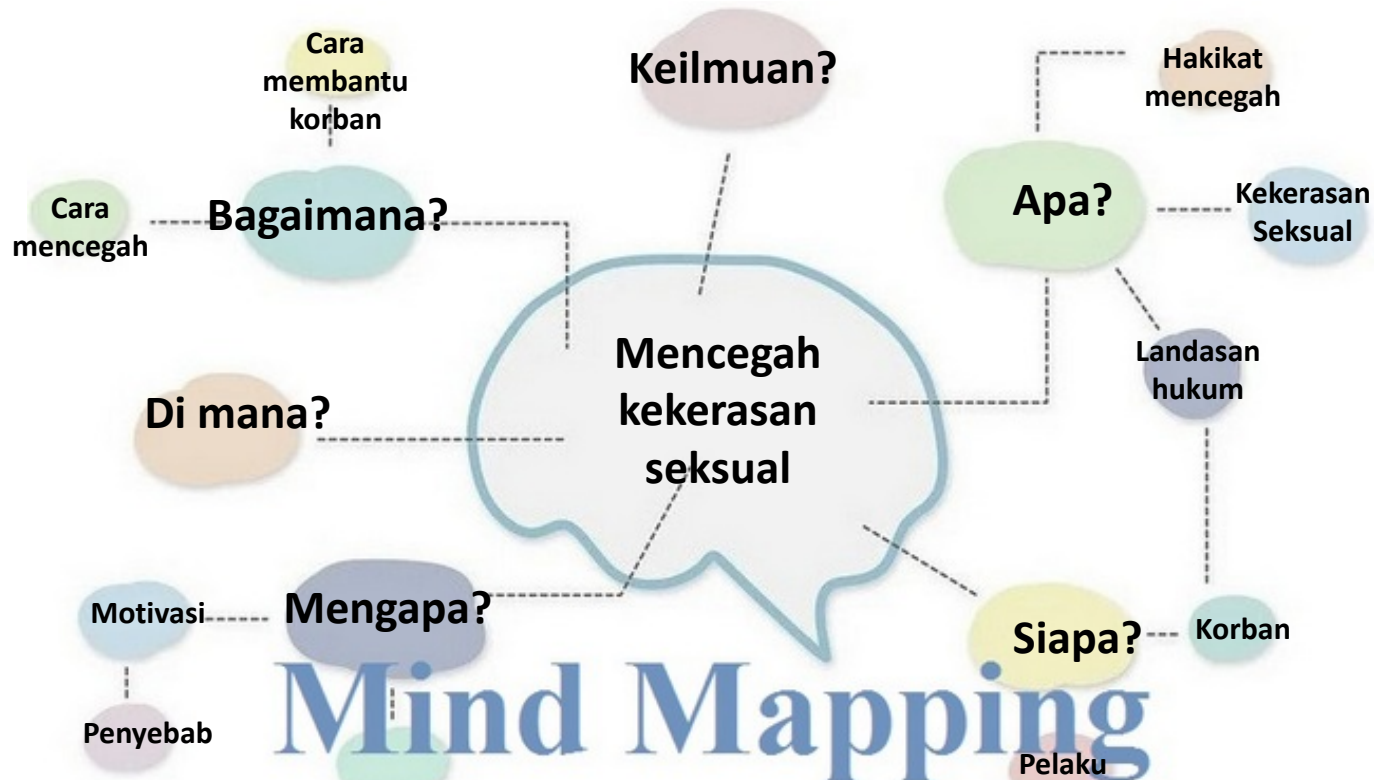 Cara
membantu
korban
Keilmuan?
Hakikat
mencegah
Cara
mencegah
Bagaimana?
Apa?
Kekerasan
Seksual
Mencegah
kekerasan
seksual
Landasan
hukum
Di mana?
Motivasi
Mengapa?
Siapa?
Korban
Penyebab
Mind Mapping
Pelaku